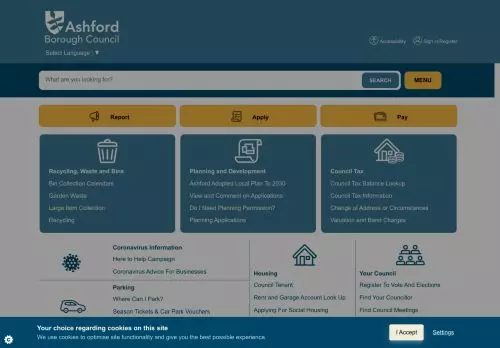 Ashford
Borough Council
Select Language ▼
Accessibility
Sign in/Register
What are you looking for?
SEARCH
MENU
Report
Apply
Pay
Recycling, Waste and Bins
Bin Collection Calendars
Garden Waste
Large Item Collection
Recycling
Planning and Development
Ashford Adopted Local Plan To 2030
View and Comment on Applications
Do I Need Planning Permission?
Planning Applications
Council Tax
Council Tax Balance Lookup
Council Tax Information
Change of Address or Circumstances
Valuation and Band Changes
Coronavirus Information
Here to Help Campaign
Coronavirus Advice For Businesses
Parking
Where Can I Park?
Season Tickets & Car Park Vouchers
Housing
Council Tenant
Rent and Garage Account Look Up
Applying For Social Housing
Your Council
Register To Vote And Elections
Find Your Councillor
Find Council Meetings
Your choice regarding cookies on this site
We use cookies to optimise site functionality and give you the best possible experience.
I Accept
Settings